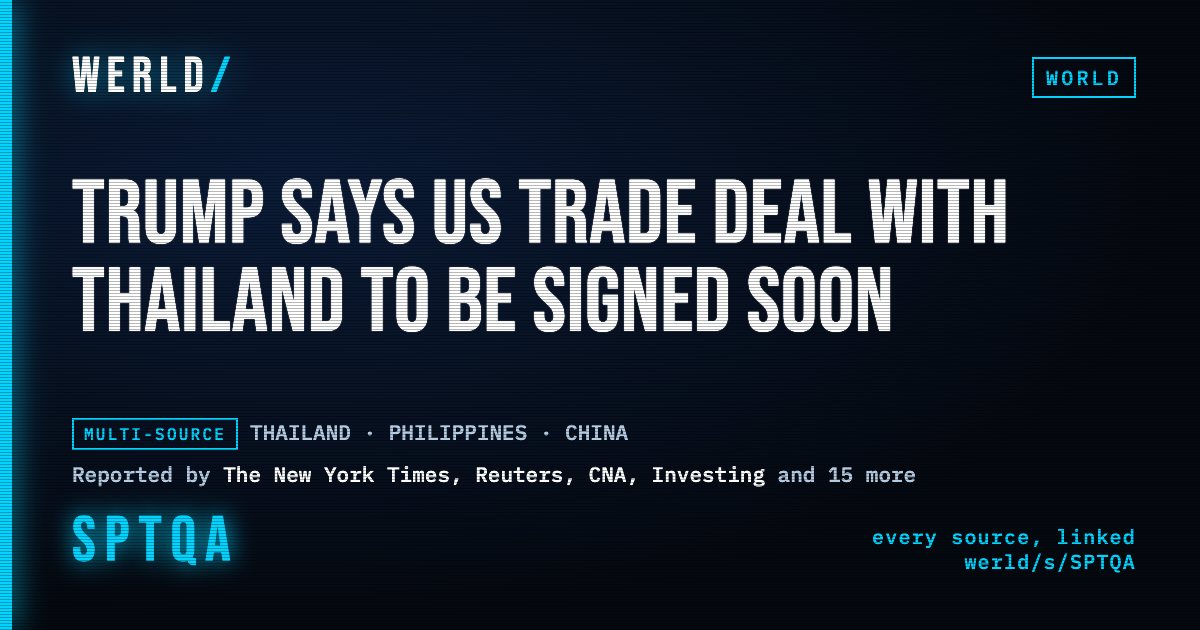 WERLD/
WORLD
TRUMP SAYS US TRADE DEAL WITH
THAILAND TO BE SIGNED SOON
MULTI-SOURCE THAILAND · PHILIPPINES · CHINA
Reported by The New York Times, Reuters, CNA, Investing and 15 more
SPTQA
every source, linked
werld/s/SPTQA